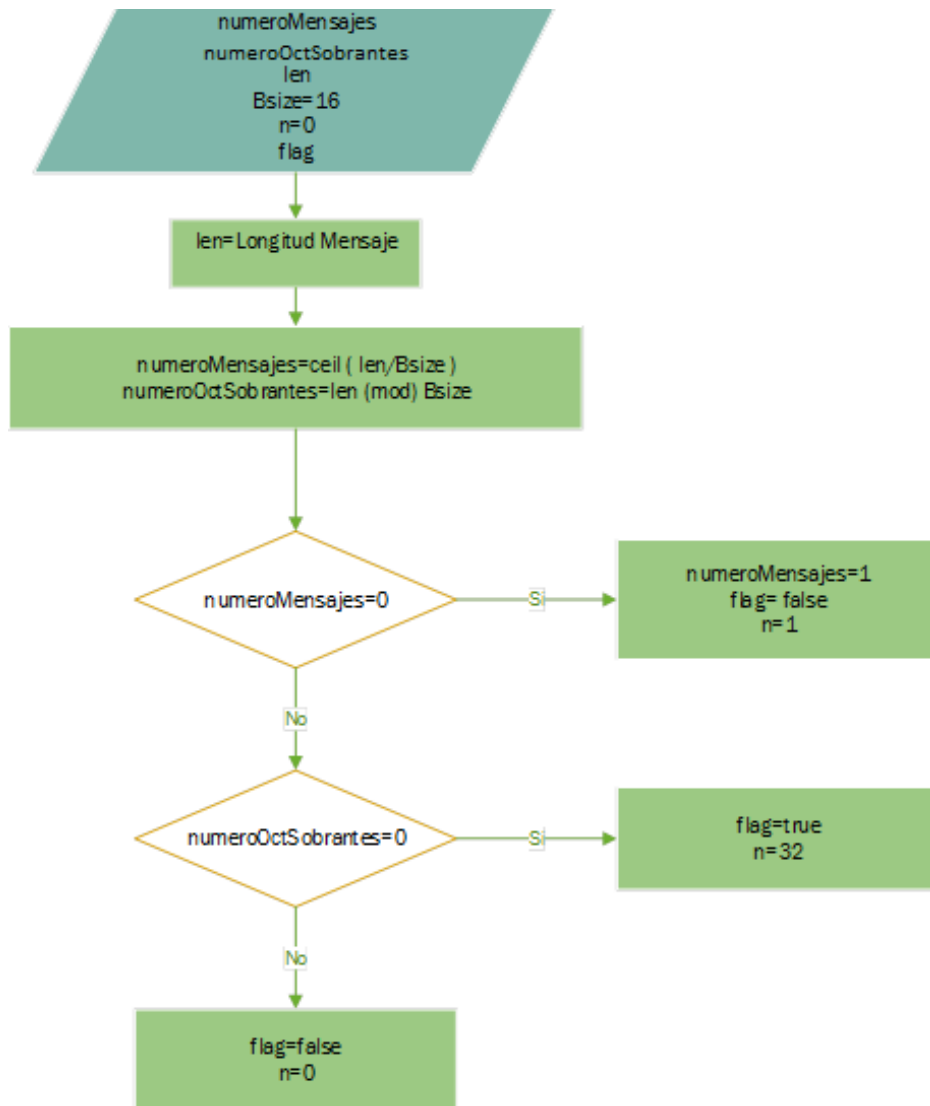 numeroMensajes
numeroOctSobrantes
len
Bsize=16
n=0
flag
len=Longitud Mensaje
numeroMensajes=ceil ( len/Bsize )
numeroOctSobrantes=len (mod) Bsize
numeroMensajes=0
Si
numeroMensajes=1
flag= false
n=1
No
numeroOctSobrantes=0
Si
flag=true
n=32
No
flag=false
n=0